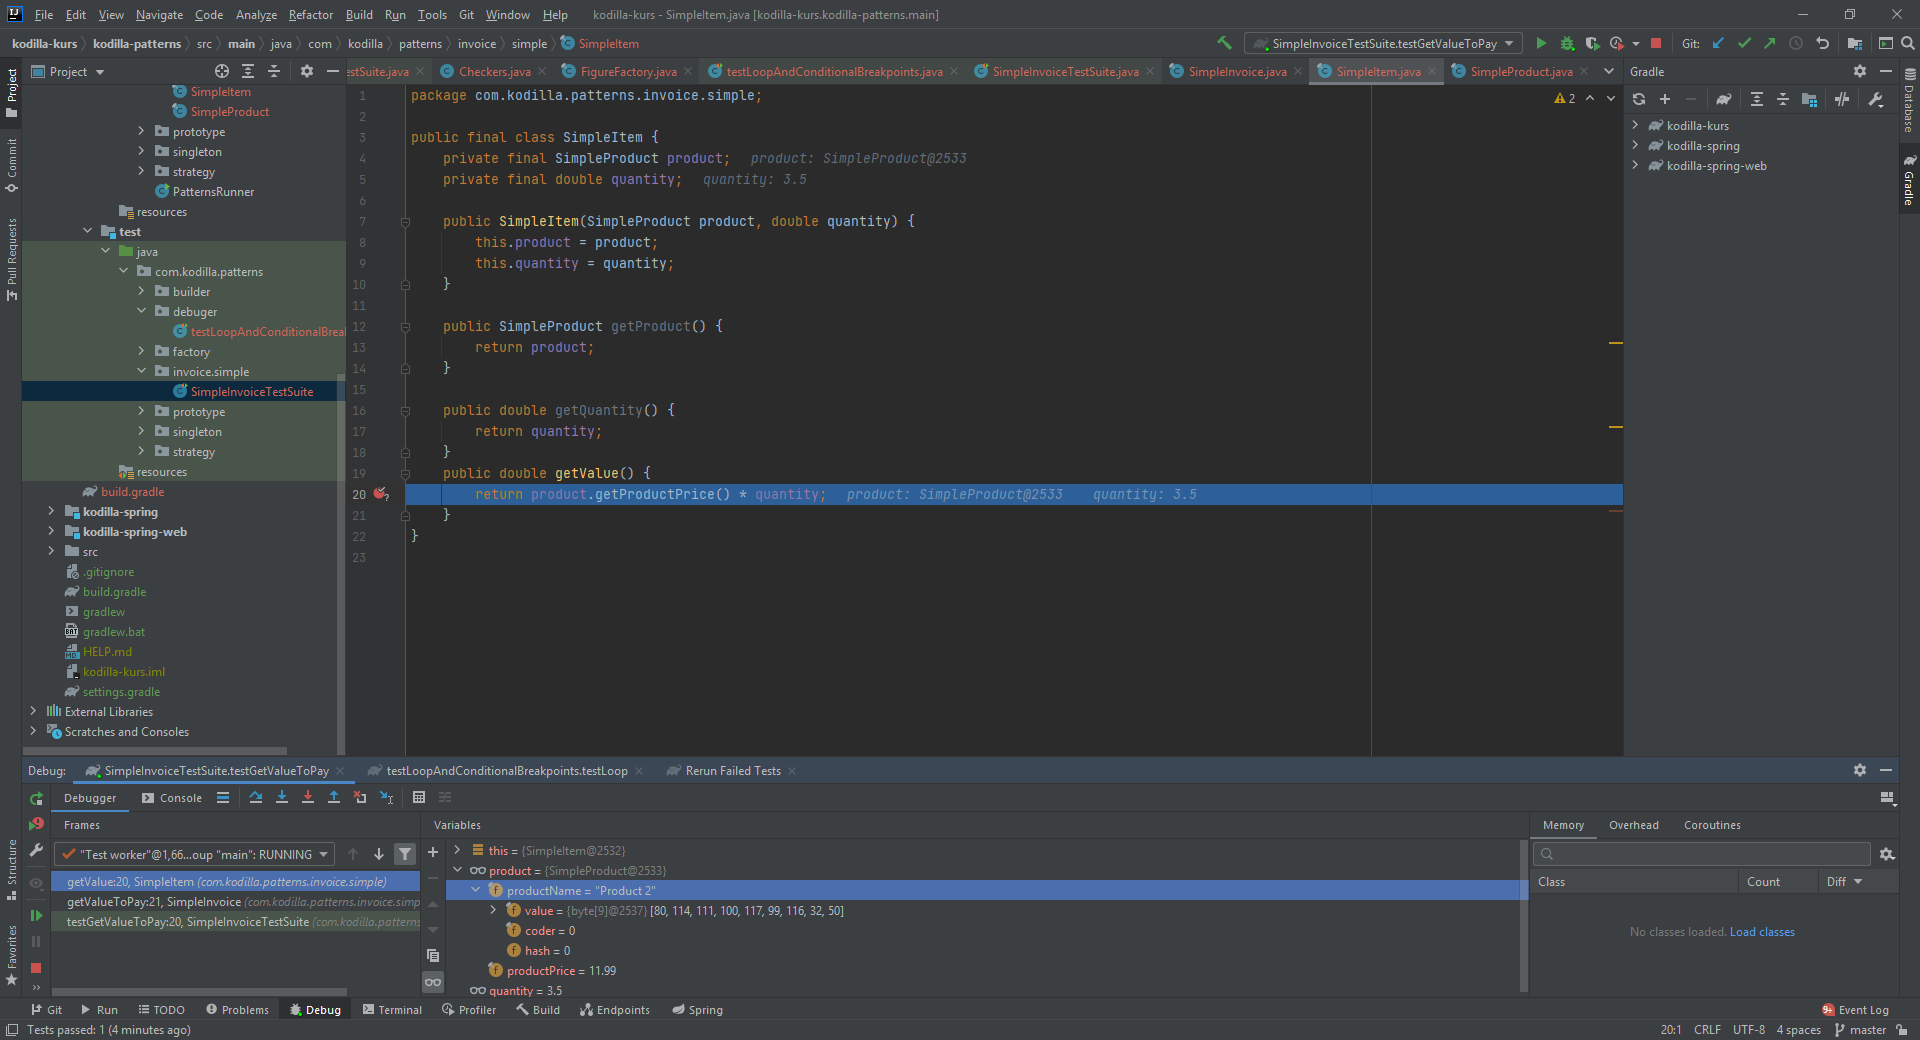 File Edit View Navigate Code Analyze Refactor Build Run Tools Git Window Help kodilla-kurs - SimpleItem.java [kodilla-kurs.kodilla-patterns.main]
kodilla-kurs kodilla-patterns src main java com kodilla patterns invoice simple SimpleItem SimpleInvoiceTestSuite.testGetValueToPay Git:
Project
estSuite.java Checkers.java FigureFactory.java testLoopAndConditionalBreakpoints.java SimpleInvoiceTestSuite.java SimpleInvoice.java SimpleItem.java SimpleProduct.java
Gradle
Project
Commit
Pull Requests
Structure
Favorites
SimpleItem
SimpleProduct
prototype
singleton
strategy
PatternsRunner
resources
test
java
com.kodilla.patterns
builder
debuger
testLoopAndConditionalBrea
factory
invoice.simple
SimpleInvoiceTestSuite
prototype
singleton
strategy
resources
build.gradle
kodilla-spring
kodilla-spring-web
src
.gitignore
build.gradle
gradlew
gradlew.bat
HELP.md
kodilla-kurs.iml
settings.gradle
External Libraries
Scratches and Consoles
1 package com.kodilla.patterns.invoice.simple;
2
3 public final class SimpleItem {
4 private final SimpleProduct product; product: SimpleProduct@2533
5 private final double quantity; quantity: 3.5
6
7 public SimpleItem(SimpleProduct product, double quantity) {
8 this.product = product;
9 this.quantity = quantity;
10 }
11
12 public SimpleProduct getProduct() {
13 return product;
14 }
15
16 public double getQuantity() {
17 return quantity;
18 }
19 public double getValue() {
20 return product.getProductPrice() * quantity; product: SimpleProduct@2533 quantity: 3.5
21 }
22 }
23
2
kodilla-kurs
kodilla-spring
kodilla-spring-web
Database
Gradle
Debug: SimpleInvoiceTestSuite.testGetValueToPay testLoopAndConditionalBreakpoints.testLoop Rerun Failed Tests
Debugger Console
Frames
"Test worker"@1,66...oup "main": RUNNING
getValue:20, SimpleItem (com.kodilla.patterns.invoice.simple)
getValueToPay:21, SimpleInvoice (com.kodilla.patterns.invoice.simp
testGetValueToPay:20, SimpleInvoiceTestSuite (com.kodilla.patterns
Variables
this = {SimpleItem@2532}
product = {SimpleProduct@2533}
productName = "Product 2"
value = {byte[9]@2537} [80, 114, 111, 100, 117, 99, 116, 32, 50]
coder = 0
hash = 0
productPrice = 11.99
quantity = 3.5
Memory Overhead Coroutines
Class Count Diff
No classes loaded. Load classes
Git Run TODO Problems Debug Terminal Profiler Build Endpoints Spring 9+ Event Log
Tests passed: 1 (4 minutes ago) 20:1 CRLF UTF-8 4 spaces master